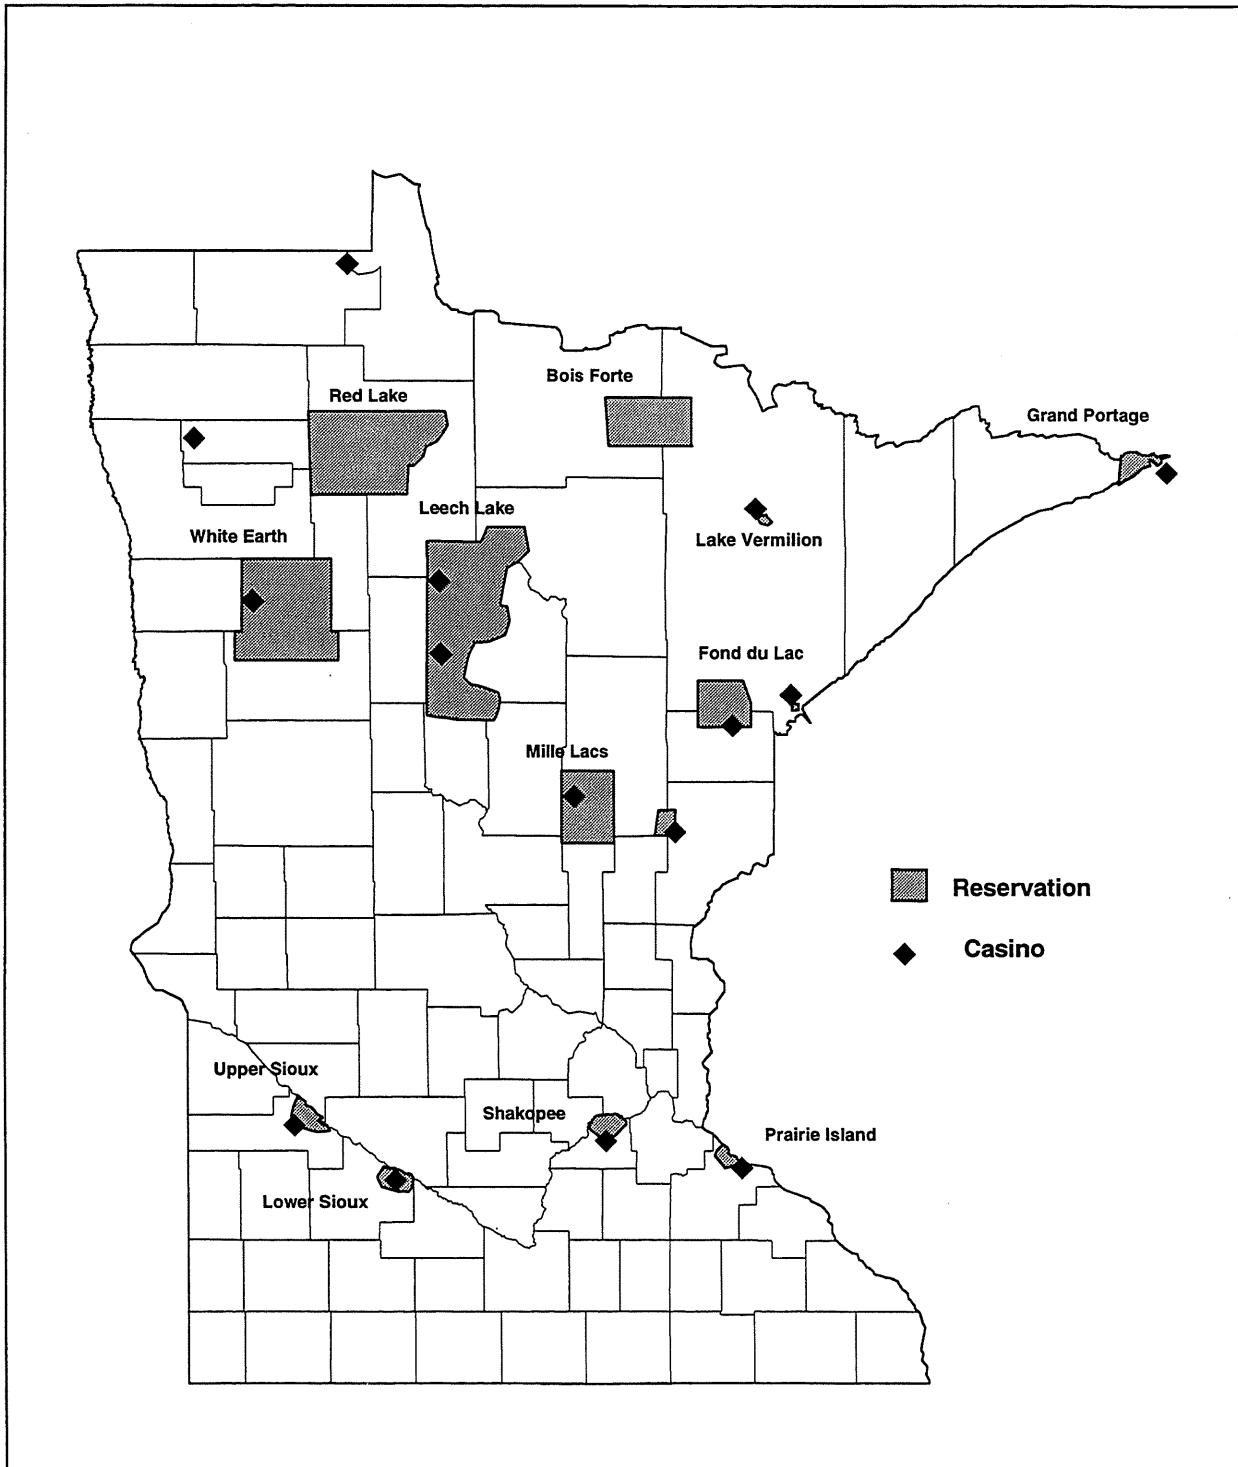 Bois Forte
Red Lake
Grand Portage
Leech Lake
White Earth
Lake Vermilion
Fond du Lac
Mille Lacs
Reservation
Casino
Upper Sioux
Shakopee
Prairie Island
Lower Sioux